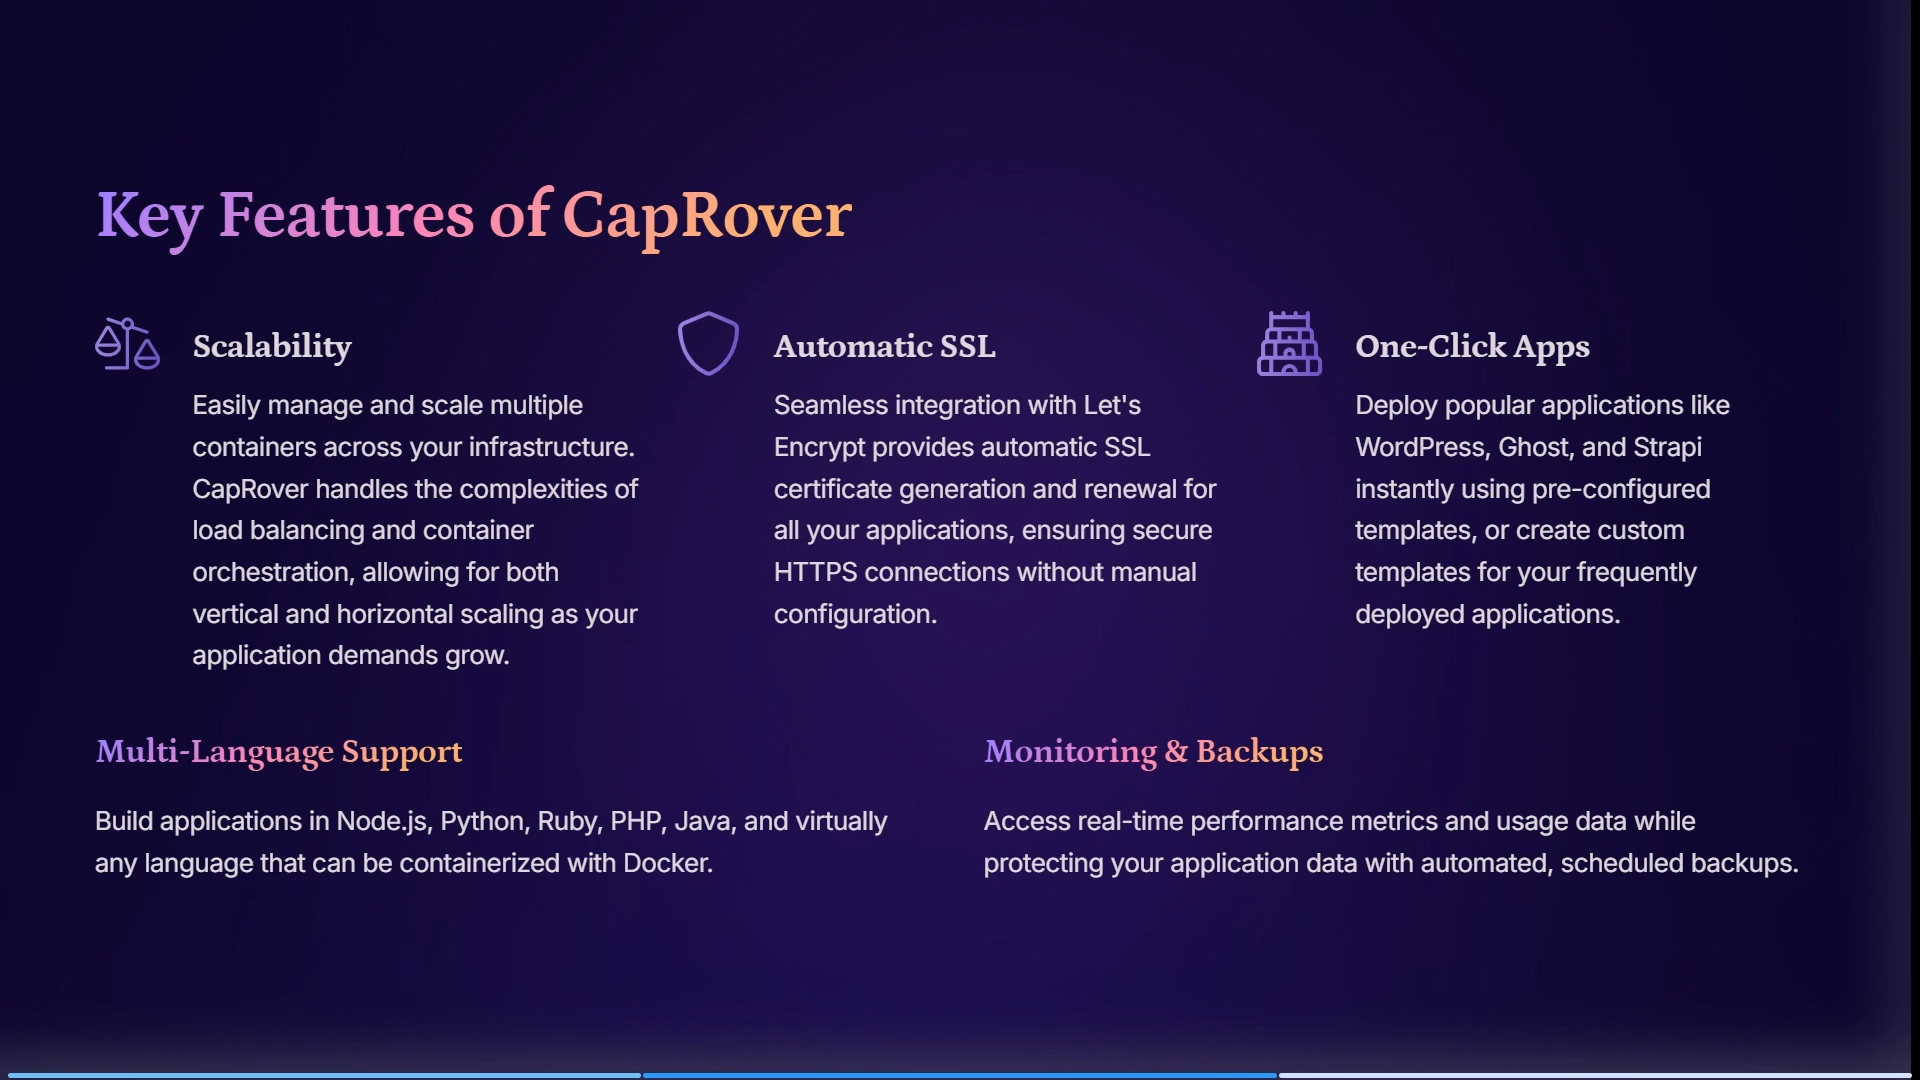 Key Features of CapRover
Scalability
Easily manage and scale multiple
containers across your infrastructure.
CapRover handles the complexities of
load balancing and container
orchestration, allowing for both
vertical and horizontal scaling as your
application demands grow.
Automatic SSL
Seamless integration with Let's
Encrypt provides automatic SSL
certificate generation and renewal for
all your applications, ensuring secure
HTTPS connections without manual
configuration.
One-Click Apps
Deploy popular applications like
WordPress, Ghost, and Strapi
instantly using pre-configured
templates, or create custom
templates for your frequently
deployed applications.
Multi-Language Support
Build applications in Node.js, Python, Ruby, PHP, Java, and virtually
any language that can be containerized with Docker.
Monitoring & Backups
Access real-time performance metrics and usage data while
protecting your application data with automated, scheduled backups.